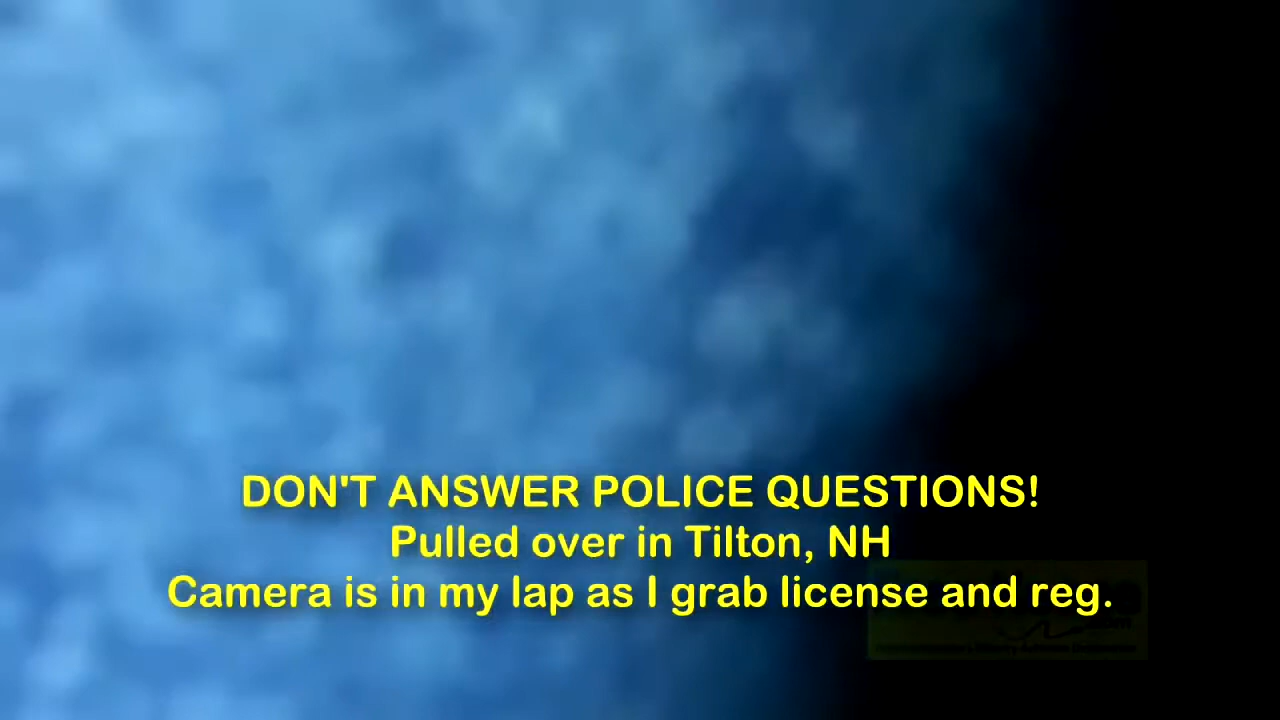 DON'T ANSWER POLICE QUESTIONS!
Pulled over in Tilton, NH
Camera is in my lap as I grab license and reg.